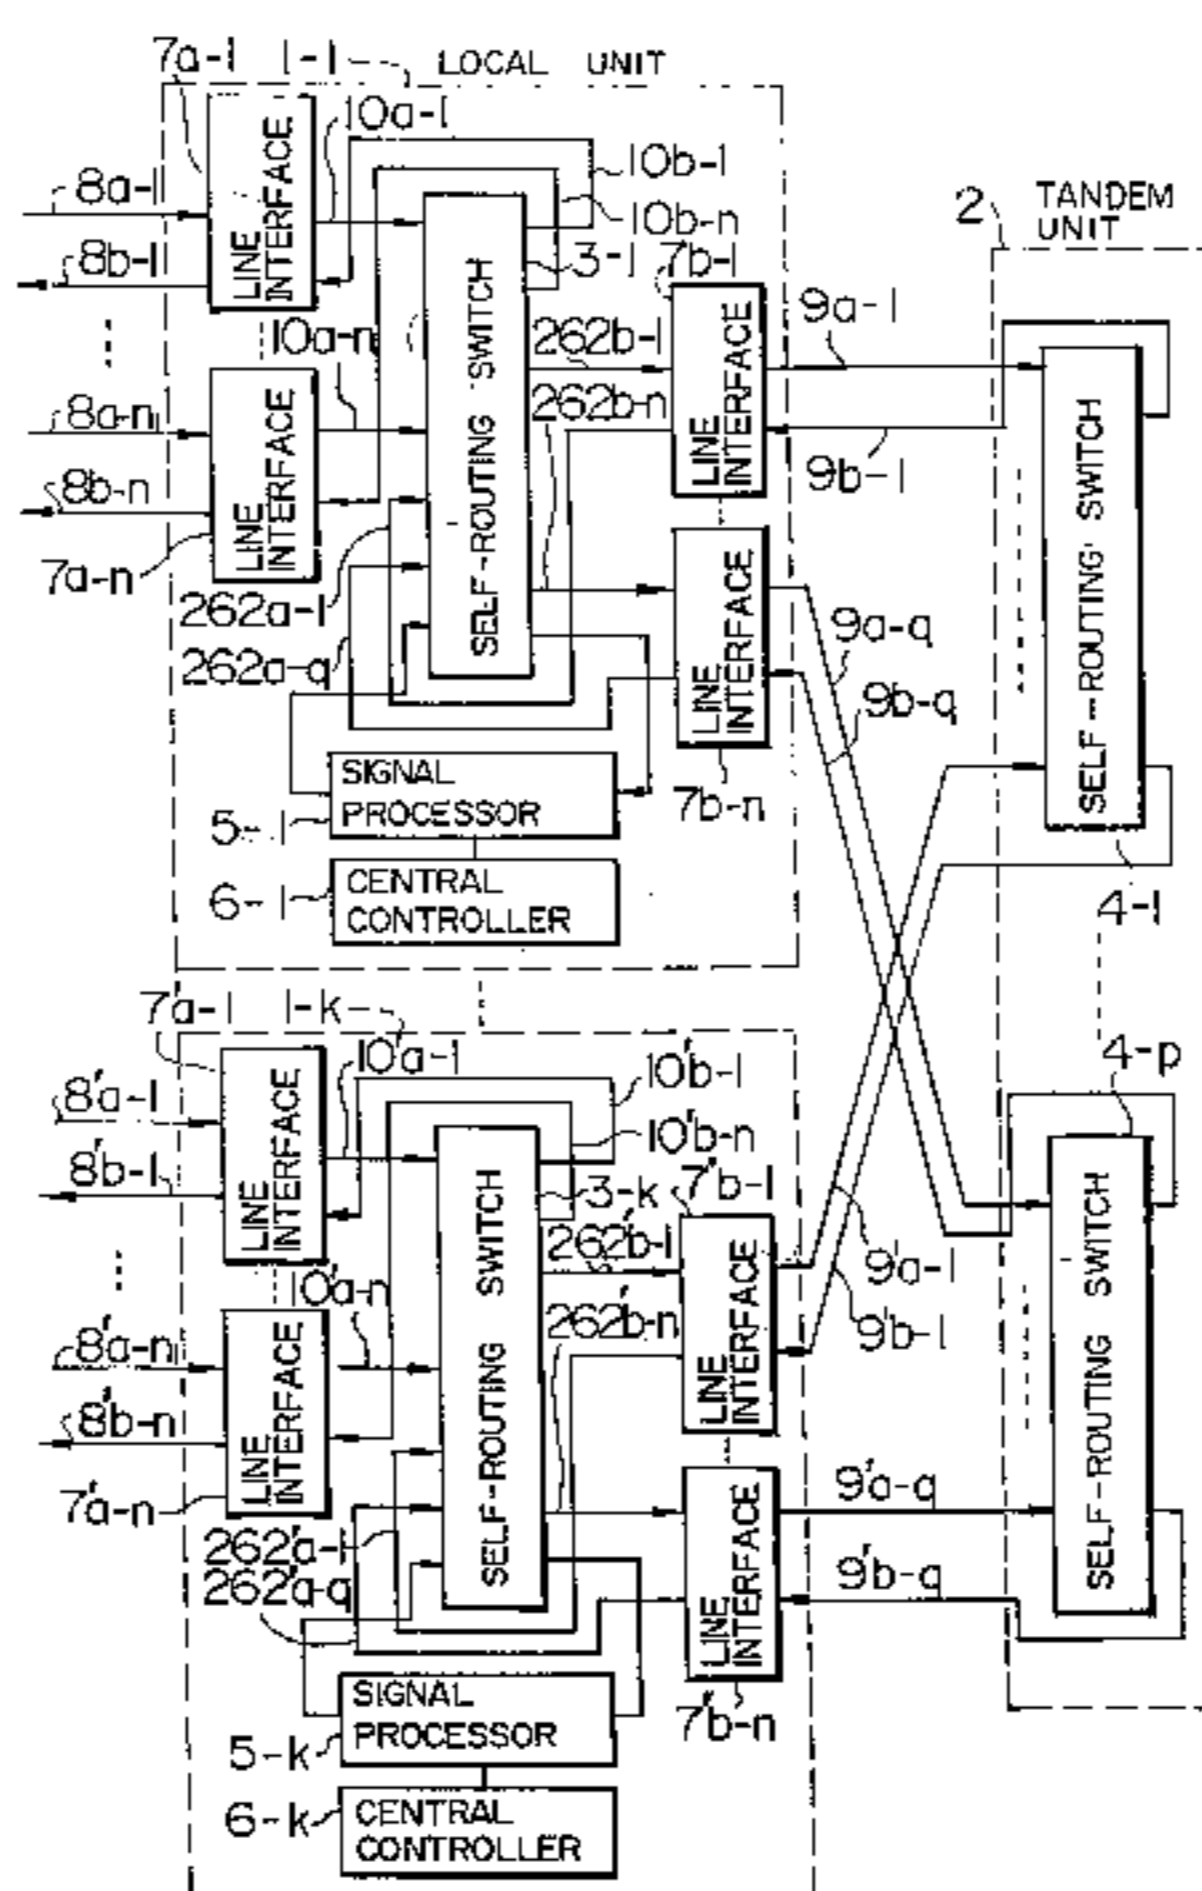 7a-1
1-1
LOCAL UNIT
10a-1
8a-1
LINE
INTERFACE
10b-1
8b-1
10b-n
3-1
7b-1
2
TANDEM
UNIT
10a-n
SELF-ROUTING SWITCH
262b-1
9a-1
8a-n
LINE
INTERFACE
262b-n
LINE
INTERFACE
9b-1
SELF-ROUTING SWITCH
8b-n
7a-n
262a-1
262a-q
LINE
INTERFACE
9a-q
9b-q
SIGNAL
PROCESSOR
7b-n
5-1
6-1
CENTRAL
CONTROLLER
4-1
7'a-1
1-k
10'a-1
10'b-1
4-p
8'a-1
LINE
INTERFACE
10'b-n
8'b-1
3-k
7'b-1
262'b-1
9'a-1
10'a-n
SELF-ROUTING SWITCH
262'b-n
LINE
INTERFACE
9'b-1
SELF-ROUTING SWITCH
8'a-n
LINE
INTERFACE
8'b-n
7'a-n
9'a-q
262'a-1
262'a-q
LINE
INTERFACE
9'b-q
SIGNAL
PROCESSOR
7'b-n
5-k
6-k
CENTRAL
CONTROLLER